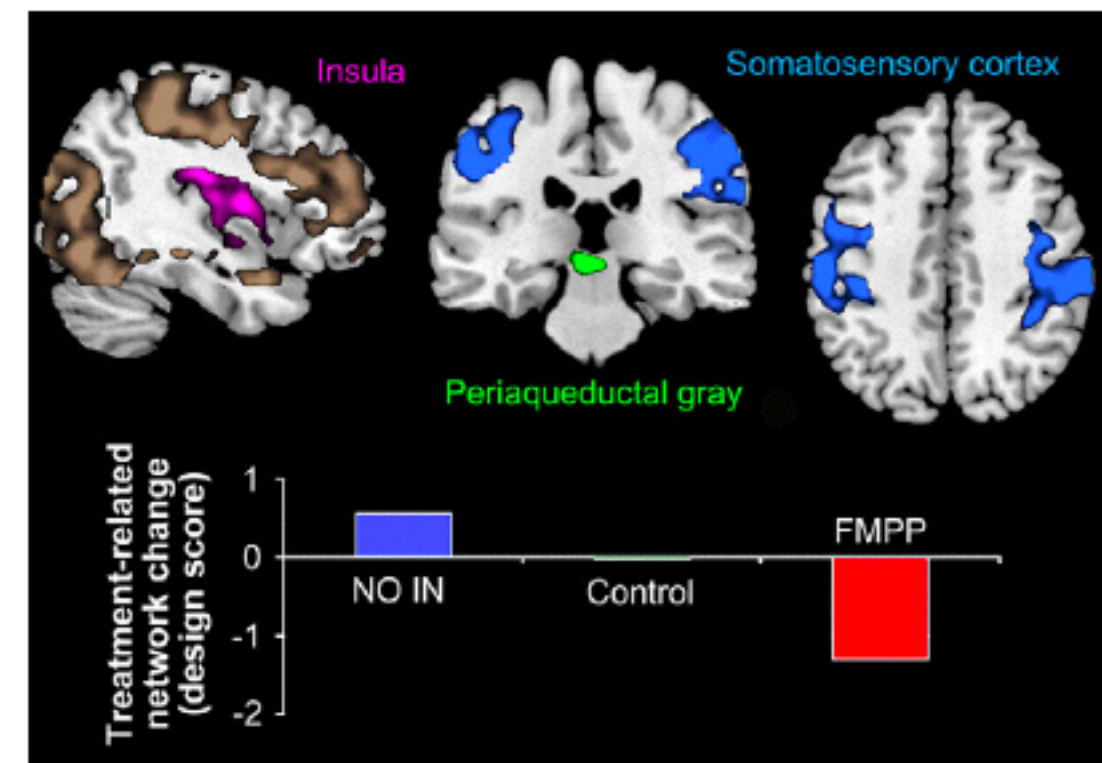 Insula
Somatosensory cortex
Periaqueductal gray
Treatment-related
network change
(design score)
1
0
-1
-2
NO IN
Control
FMPP